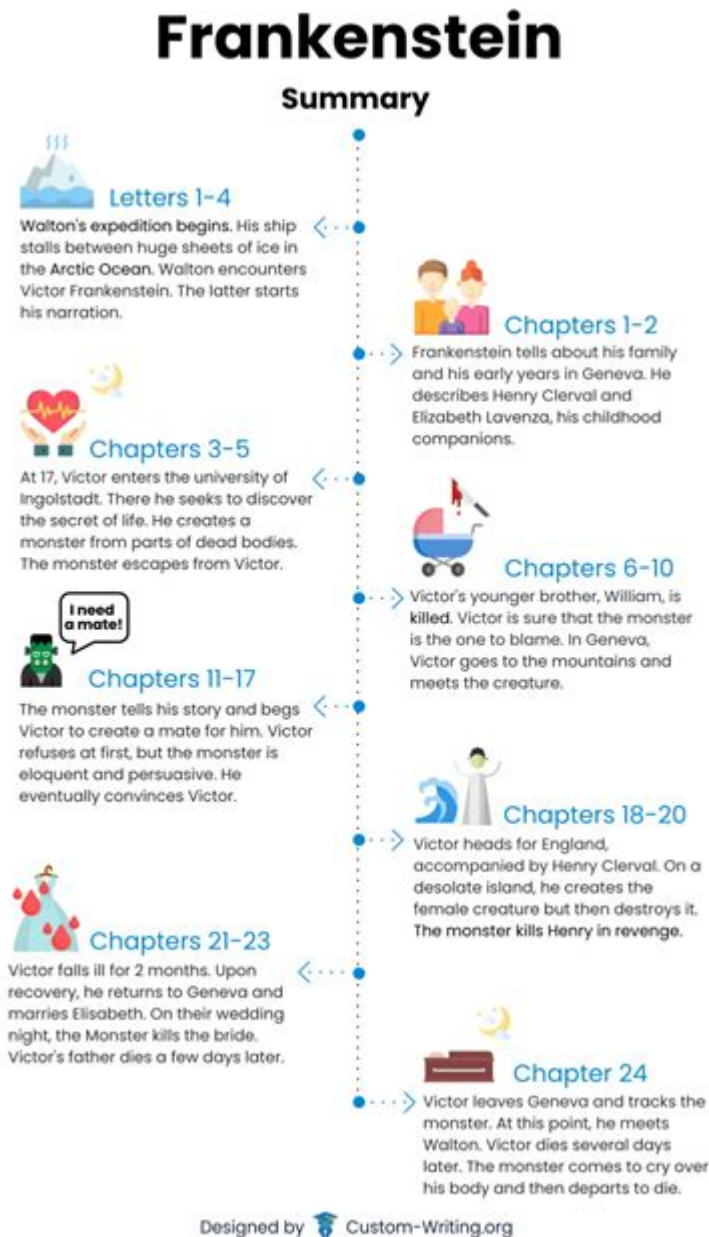 Frankenstein
Summary
Letters 1-4
Walton's expedition begins. His ship
stalls between huge sheets of ice in
the Arctic Ocean. Walton encounters
Victor Frankenstein. The latter starts
his narration.
Chapters 1-2
Frankenstein tells about his family
and his early years in Geneva. He
describes Henry Clerval and
Elizabeth Lavenza, his childhood
companions.
Chapters 3-5
At 17, Victor enters the university of
Ingolstadt. There he seeks to discover
the secret of life. He creates a
monster from parts of dead bodies.
The monster escapes from Victor.
Chapters 6-10
Victor's younger brother, William, is
killed. Victor is sure that the monster
is the one to blame. In Geneva,
Victor goes to the mountains and
meets the creature.
I need
a mate!
Chapters 11-17
The monster tells his story and begs
Victor to create a mate for him. Victor
refuses at first, but the monster is
eloquent and persuasive. He
eventually convinces Victor.
Chapters 18-20
Victor heads for England,
accompanied by Henry Clerval. On a
desolate island, he creates the
female creature but then destroys it.
The monster kills Henry in revenge.
Chapters 21-23
Victor falls ill for 2 months. Upon
recovery, he returns to Geneva and
marries Elisabeth. On their wedding
night, the Monster kills the bride.
Victor's father dies a few days later.
Chapter 24
Victor leaves Geneva and tracks the
monster. At this point, he meets
Walton. Victor dies several days
later. The monster comes to cry over
his body and then departs to die.
Designed by Custom-Writing.org